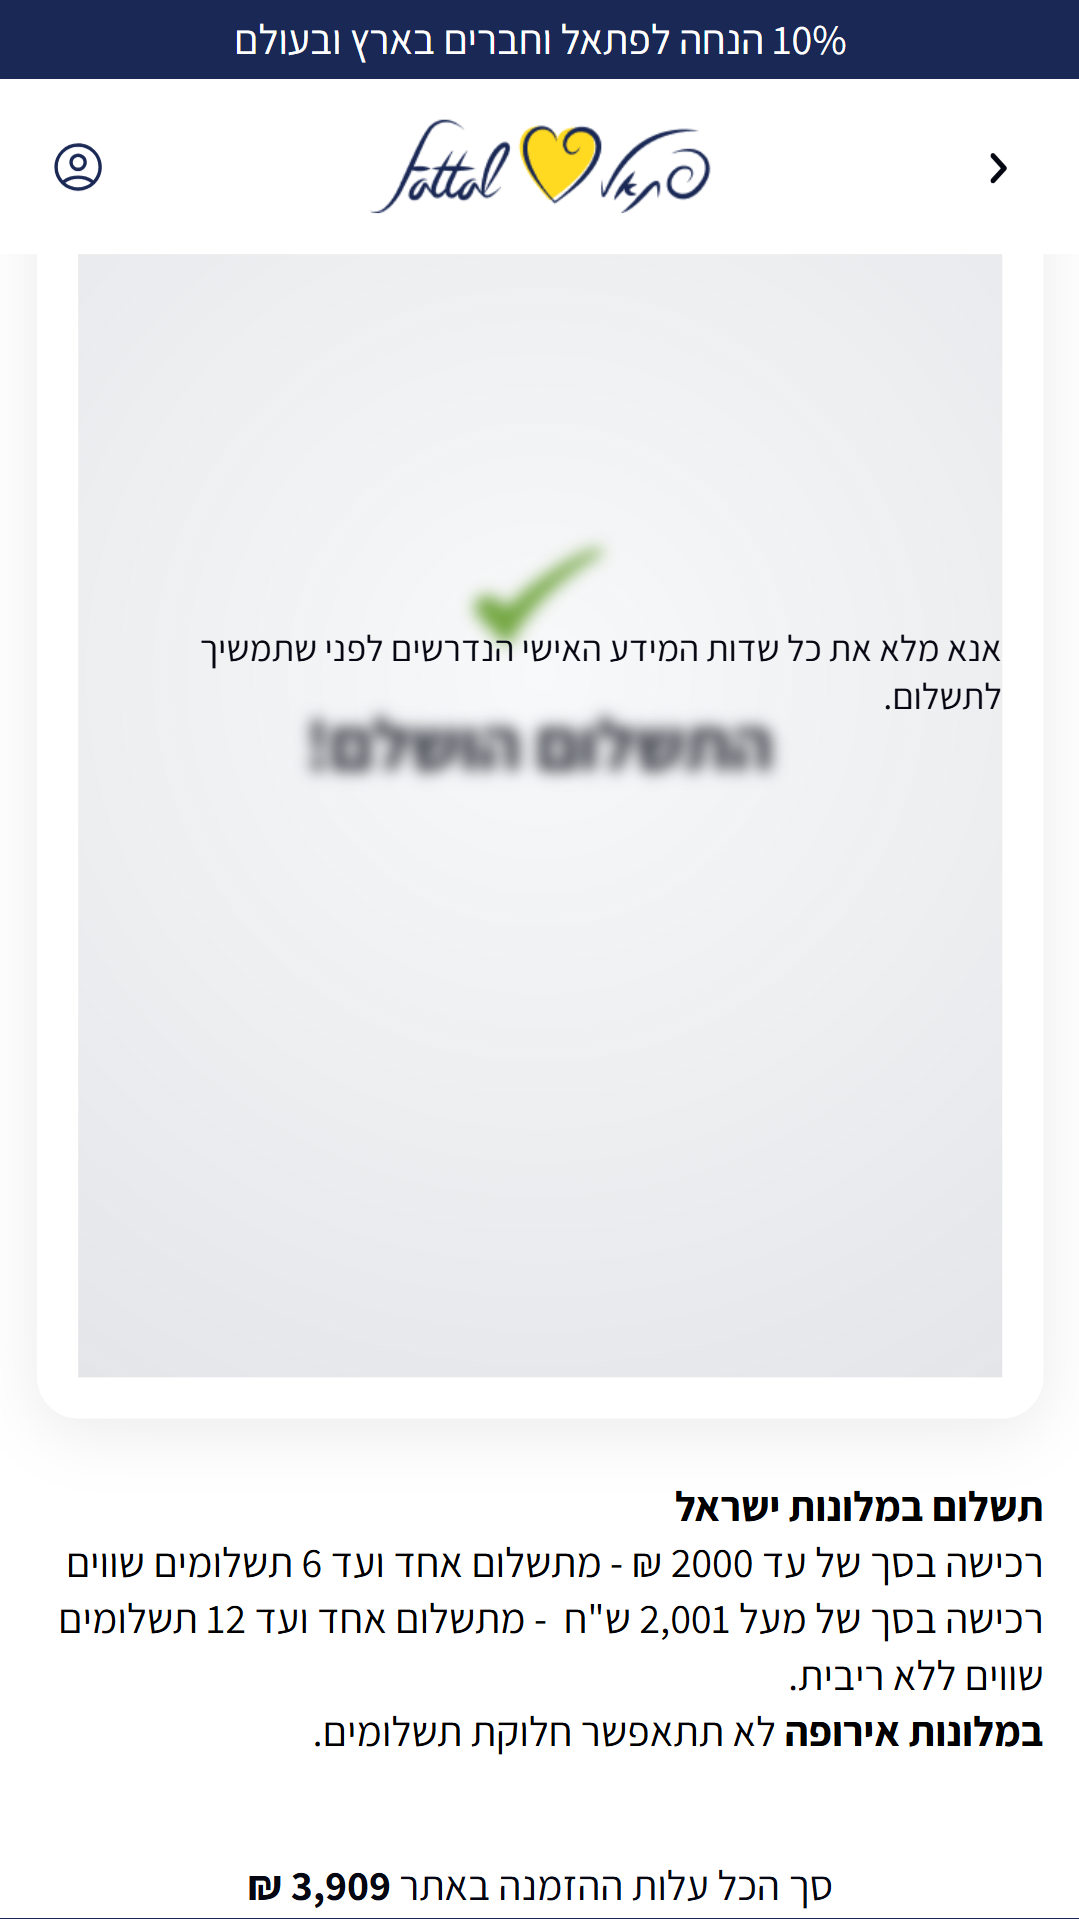 10% הנחה לפתאל וחברים בארץ ובעולם
fattal פתאל
אנא מלא את כל שדות המידע האישי הנדרשים לפני שתמשיך
לתשלום.
התשלום הושלם!
תשלום במלונות ישראל
רכישה בסך של עד 2000 ₪ - מתשלום אחד ועד 6 תשלומים שווים
רכישה בסך של מעל 2,001 ש"ח - מתשלום אחד ועד 12 תשלומים
שווים ללא ריבית.
במלונות אירופה לא תתאפשר חלוקת תשלומים.
סך הכל עלות ההזמנה באתר 3,909 ₪